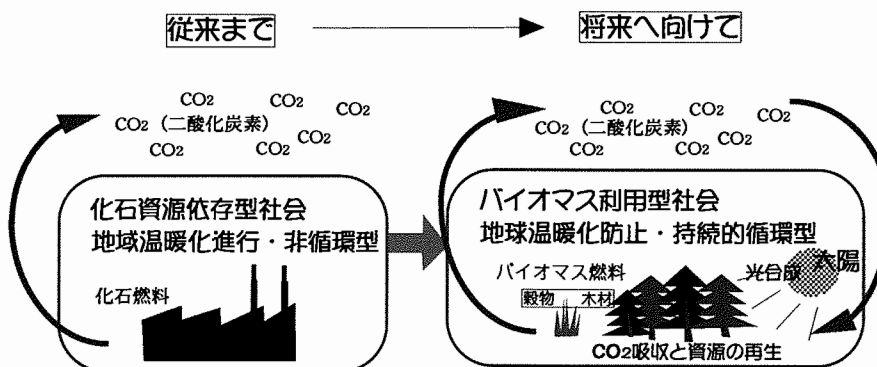 従来まで
将来へ向けて
CO2 CO2 CO2
CO2（二酸化炭素） CO2
CO2 CO2
CO2 CO2 CO2
CO2（二酸化炭素） CO2
CO2 CO2
化石資源依存型社会
地域温暖化進行・非循環型
化石燃料
バイオマス利用型社会
地球温暖化防止・持続的循環型
バイオマス燃料
穀物 木材
光合成
太陽
CO2吸収と資源の再生